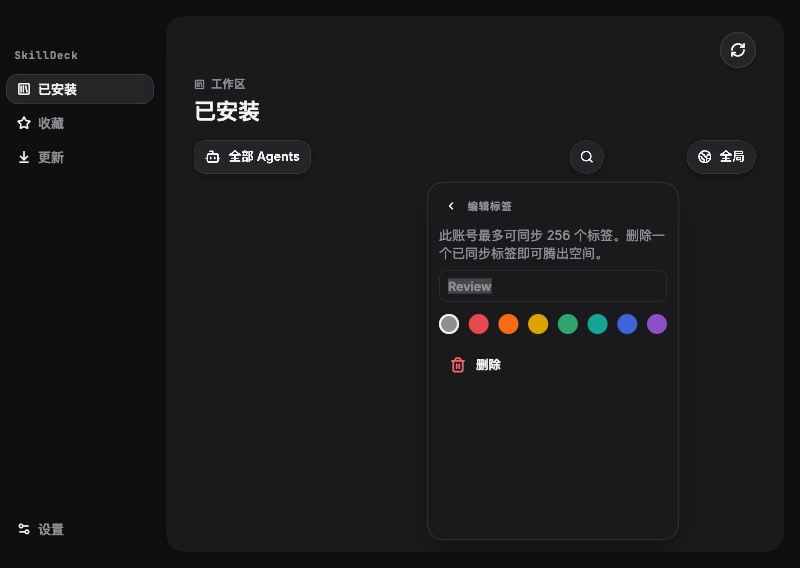 SkillDeck
已安装
收藏
更新
设置
工作区
已安装
全部 Agents
全局
编辑标签
此账号最多可同步 256 个标签。删除一
个已同步标签即可腾出空间。
Review
删除